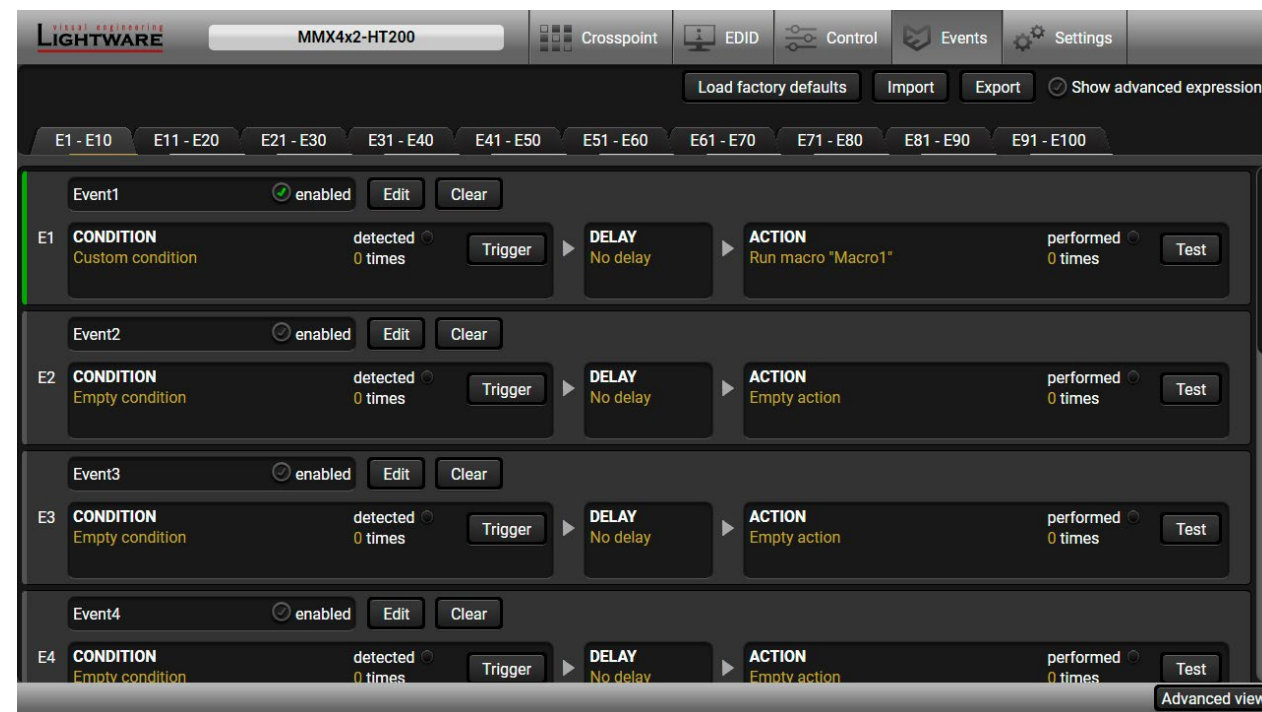 visual engineering
LIGHTWARE
MMX4x2-HT200
Crosspoint
EDID
Control
Events
Settings
Load factory defaults
Import
Export
Show advanced expression
E1 - E10
E11 - E20
E21 - E30
E31 - E40
E41 - E50
E51 - E60
E61 - E70
E71 - E80
E81 - E90
E91 - E100
Event1
enabled
Edit
Clear
E1
CONDITION
Custom condition
detected
0 times
Trigger
DELAY
No delay
ACTION
Run macro "Macro1"
performed
0 times
Test
Event2
enabled
Edit
Clear
E2
CONDITION
Empty condition
detected
0 times
Trigger
DELAY
No delay
ACTION
Empty action
performed
0 times
Test
Event3
enabled
Edit
Clear
E3
CONDITION
Empty condition
detected
0 times
Trigger
DELAY
No delay
ACTION
Empty action
performed
0 times
Test
Event4
enabled
Edit
Clear
E4
CONDITION
Empty condition
detected
0 times
Trigger
DELAY
No delay
ACTION
Empty action
performed
0 times
Test
Advanced view